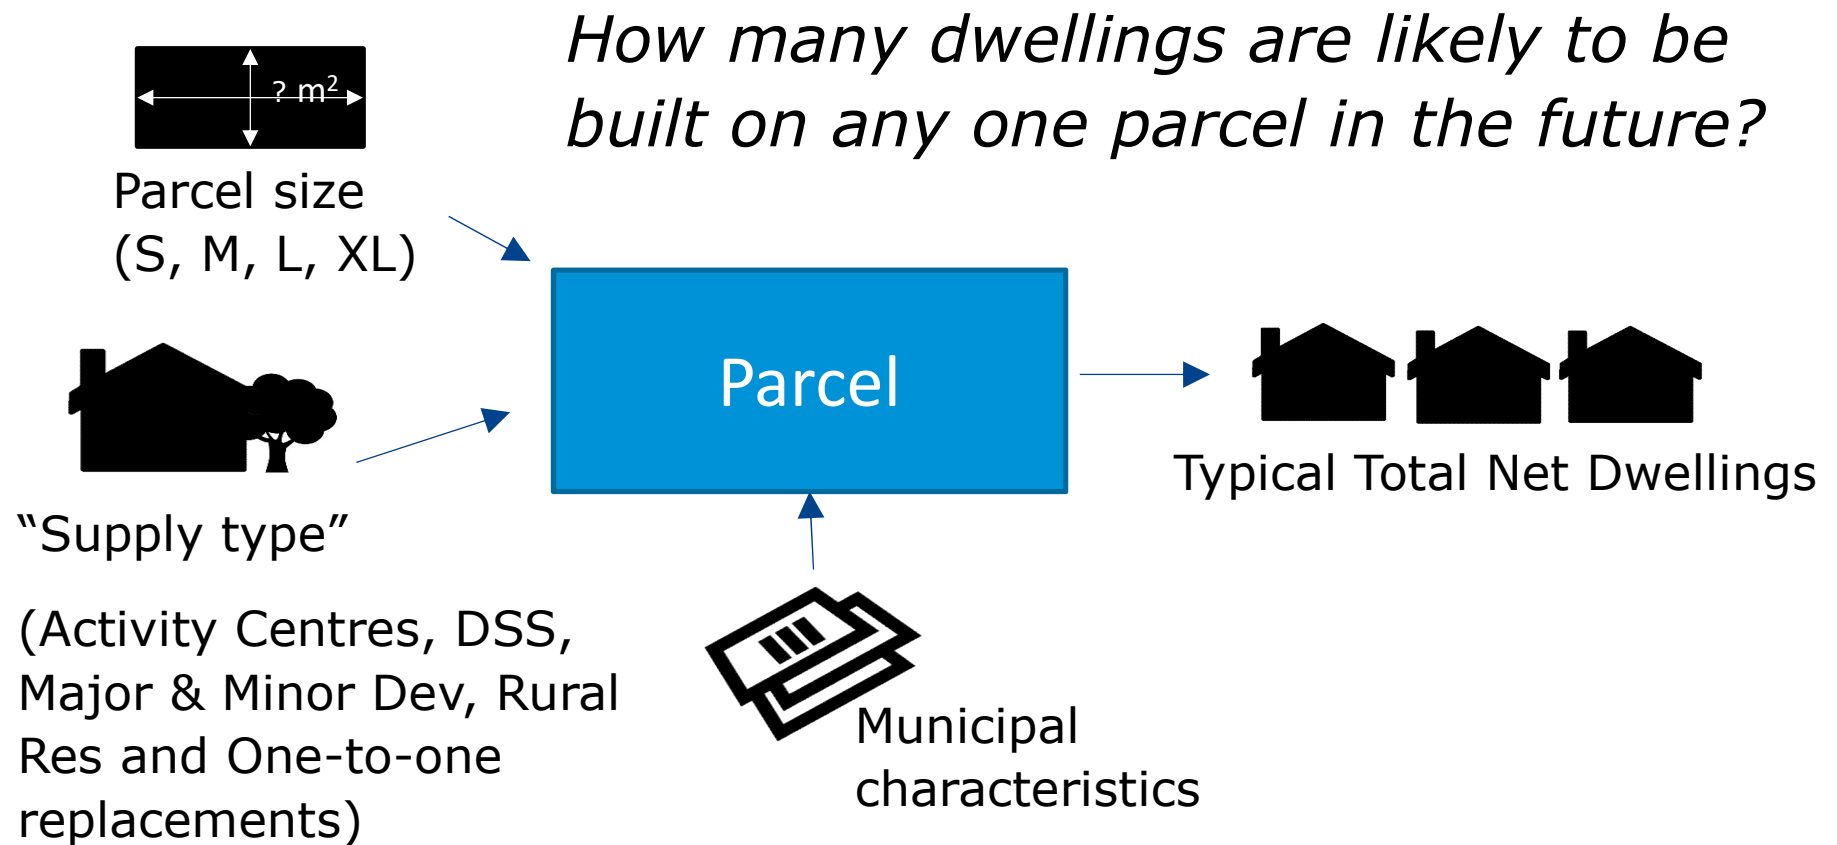 How many dwellings are likely to be
built on any one parcel in the future?
? m²
Parcel size
(S, M, L, XL)
Parcel
Typical Total Net Dwellings
“Supply type”
(Activity Centres, DSS,
Major & Minor Dev, Rural
Res and One-to-one
replacements)
Municipal
characteristics